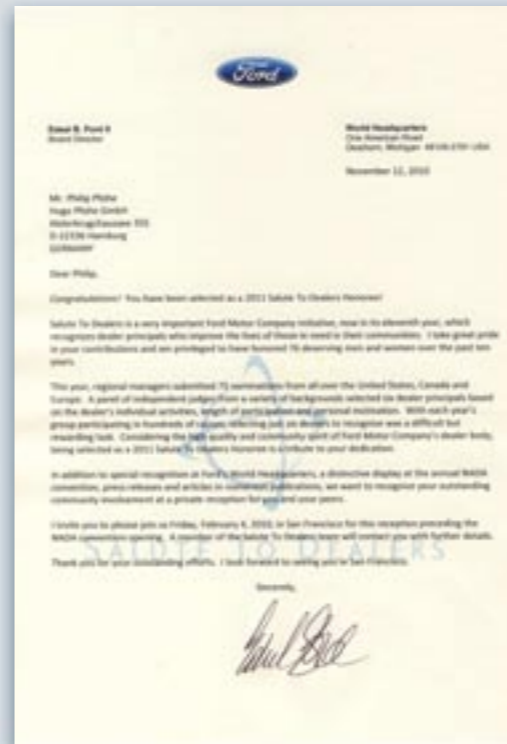 Ford
Edsel B. Ford II
Board Director
World Headquarters
One American Road
Dearborn, Michigan 48126-2701 USA
November 12, 2010
Mr. Philip Pfohe
Hugo Pfohe GmbH
Alsterkrugchaussee 355
D-22335 Hamburg
GERMANY
Dear Philip,
Congratulations! You have been selected as a 2011 Salute To Dealers Honoree!
Salute To Dealers is a very important Ford Motor Company initiative, now in its eleventh year, which
recognizes dealer principals who improve the lives of those in need in their communities. I take great pride
in your contributions and am privileged to have honored 76 deserving men and women over the past ten
years.
This year, regional managers submitted 75 nominations from all over the United States, Canada and
Europe. A panel of independent judges from a variety of backgrounds selected six dealer principals based
on the dealer's individual activities, length of participation and personal motivation. With each year's
group participating in hundreds of causes, selecting just six dealers to recognize was a difficult but
rewarding task. Considering the high quality and community spirit of Ford Motor Company's dealer body,
being selected as a 2011 Salute To Dealers Honoree is a tribute to your dedication.
In addition to special recognition at Ford's World Headquarters, a distinctive display at the annual NADA
convention, press releases and articles in publications, we want to recognize your outstanding
community involvement at a private reception for you and your peers.
I invite you to please join us Friday, February 4, in San Francisco for this reception preceding the
NADA convention opening. A member of the Salute To Dealers team will contact you with further details.
SALUTE TO DEALERS
Thank you for your outstanding efforts. I look forward to seeing you in San Francisco.
Sincerely,
Edsel Ford